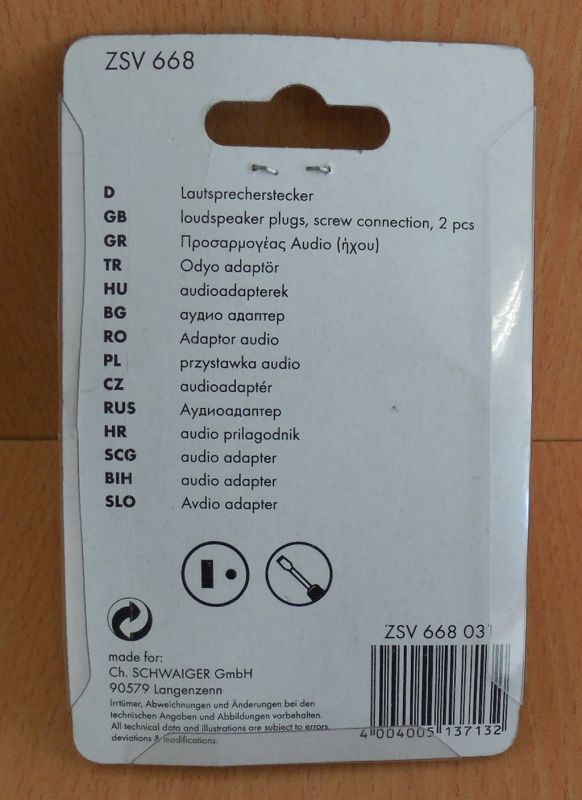 ZSV 668
D Lautsprecherstecker
GB loudspeaker plugs, screw connection, 2 pcs
GR Προσαρμογέας Audio (ήχου)
TR Odyo adaptör
HU audioadapterek
BG аудио адаптер
RO Adaptor audio
PL przystawka audio
CZ audioadaptér
RUS Аудиоадаптер
HR audio prilagodnik
SCG audio adapter
BIH audio adapter
SLO Avdio adapter
ZSV 668 031
made for:
Ch. SCHWAIGER GmbH
90579 Langenzenn
Irrtümer, Abweichnungen und Änderungen bei den
technischen Angaben und Abbildungen vorbehalten.
All technical data and illustrations are subject to errors,
deviations & modifications.
4 004005 137132